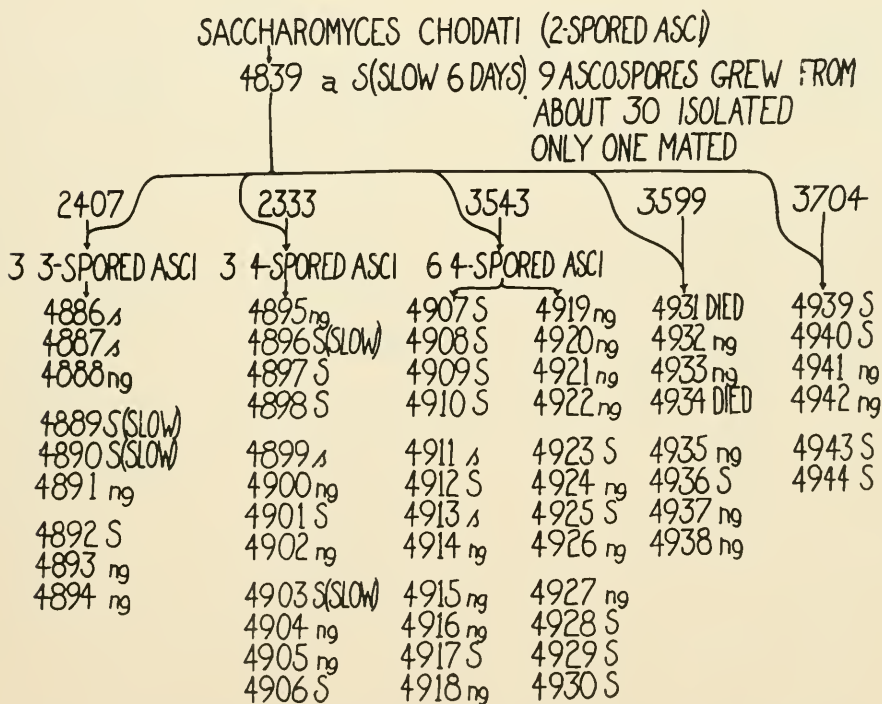 SACCHAROMYCES CHODATI (2-SPORED ASCI)
4839 a S(SLOW 6 DAYS) 9 ASCOSPORES GREW FROM
ABOUT 30 ISOLATED
ONLY ONE MATED
2407 2333 3543 3599 3704
3 3-SPORED ASCI 3 4-SPORED ASCI 6 4-SPORED ASCI
4886 s
4887 s
4888 ng
4889 S(SLOW)
4890 S(SLOW)
4891 ng
4892 S
4893 ng
4894 ng
4895 ng
4896 S(SLOW)
4897 S
4898 S
4899 s
4900 ng
4901 S
4902 ng
4903 S(SLOW)
4904 ng
4905 ng
4906 S
4907 S
4908 S
4909 S
4910 S
4911 s
4912 S
4913 s
4914 ng
4915 ng
4916 ng
4917 S
4918 ng
4919 ng
4920 ng
4921 ng
4922 ng
4923 S
4924 ng
4925 S
4926 ng
4927 ng
4928 S
4929 S
4930 S
4931 DIED
4932 ng
4933 ng
4934 DIED
4935 ng
4936 S
4937 ng
4938 ng
4939 S
4940 S
4941 ng
4942 ng
4943 S
4944 S